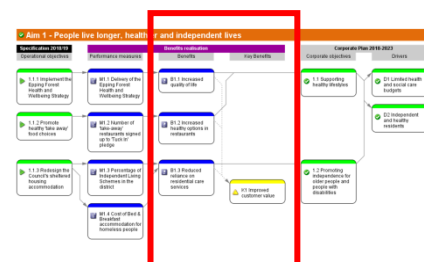 Aim 1 - People live longer, healthier and independent lives
Specification 2018/19
Benefits realisation
Corporate Plan 2018-2023
Operational objectives
Performance measures
Benefits
Key Benefits
Corporate objectives
Drivers
1.1.1 Implement the
Epping Forest
Health and
Wellbeing Strategy
M1.1 Delivery of the
Epping Forest
Health and
Wellbeing Strategy
B1.1 Increased
quality of life
1.1 Supporting
healthy lifestyles
D1 Limited health
and social care
budgets
1.1.2 Promote
healthy 'take away'
food choices
M1.2 Number of
'take-away'
restaurants signed
up to 'Tuck In'
pledge
B1.2 Increased
healthy options in
restaurants
D2 Independent
and healthy
residents
1.1.3 Redesign the
Council's sheltered
housing
accommodation
M1.3 Percentage of
Independent Living
Schemes in the
district
B1.3 Reduced
reliance on
residential care
services
K1 Improved
customer value
1.2 Promoting
independence for
older people and
people with
disabilities
M1.4 Cost of Bed &
Breakfast
accommodation for
homeless people